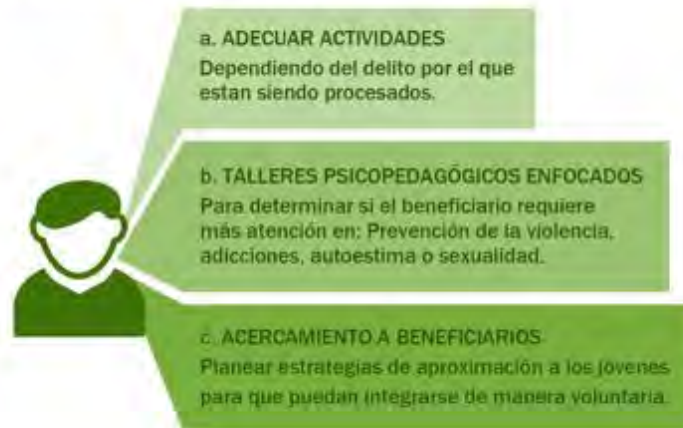 a. ADECUAR ACTIVIDADES
Dependiendo del delito por el que
estan siendo procesados.
b. TALLERES PSICOPEDAGÓGICOS ENFOCADOS
Para determinar si el beneficiario requiere
más atención en: Prevención de la violencia,
adicciones, autoestima o sexualidad.
c. ACERCAMIENTO A BENEFICIARIOS
Planear estrategias de aproximación a los jóvenes
para que puedan integrarse de manera voluntaria.